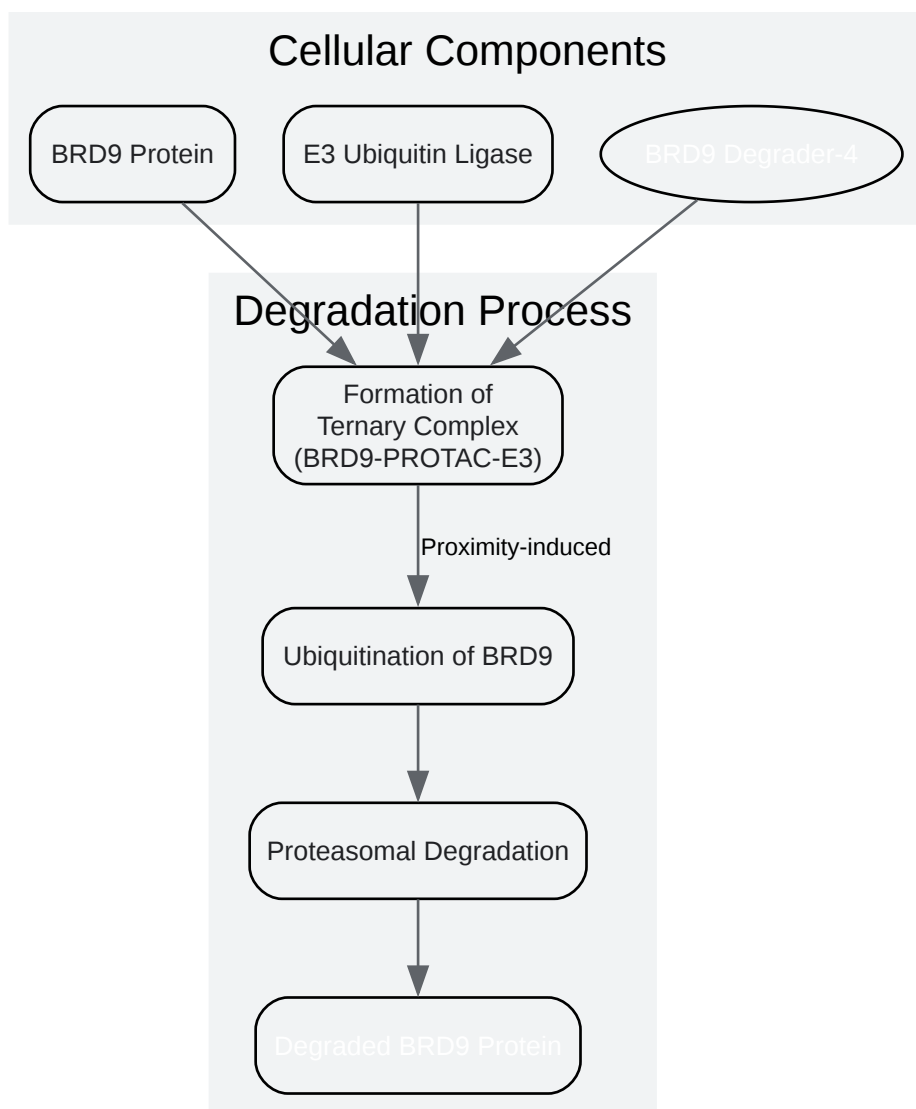 Cellular Components
BRD9 Protein
E3 Ubiquitin Ligase
BRD9 Degrader-4
Degradation Process
Formation of
Ternary Complex
(BRD9-PROTAC-E3)
Proximity-induced
Ubiquitination of BRD9
Proteasomal Degradation
Degraded BRD9 Protein